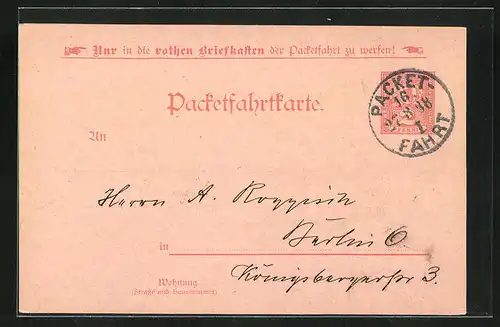 Nur in die rothen Briefkasten der Packetfahrt zu werfen!
Packetfahrtkarte.
PACKET-
FAHRT
An
Herrn A.
in Berlin O
Königsbergerstr 3.
Wohnung
(Straße und Hausnummer)